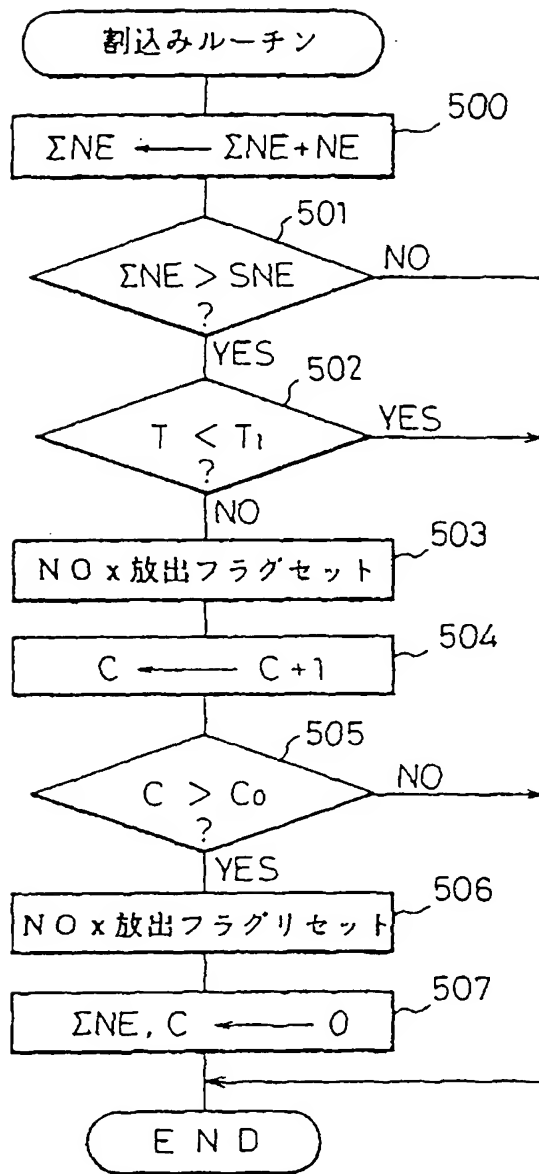 割込みルーチン
500
ΣNE ← ΣNE+NE
501
ΣNE > SNE
?
NO
YES
502
T < T1
?
YES
NO
503
NOx放出フラグセット
504
C ← C+1
505
C > C0
?
NO
YES
506
NOx放出フラグリセット
507
ΣNE, C ← 0
END